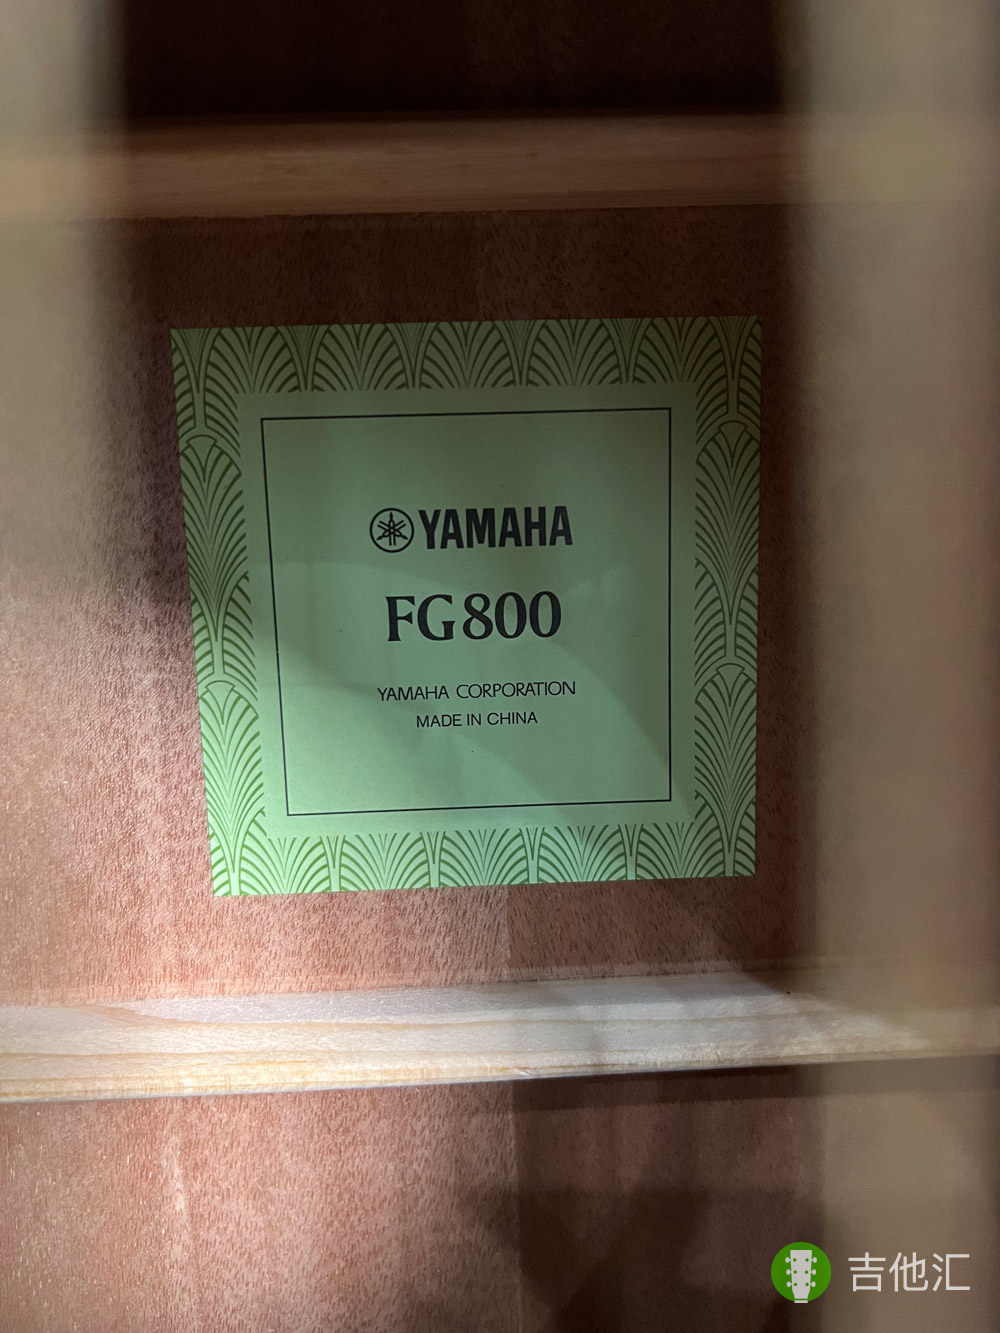 YAMAHA
FG800
YAMAHA CORPORATION
MADE IN CHINA
吉他汇